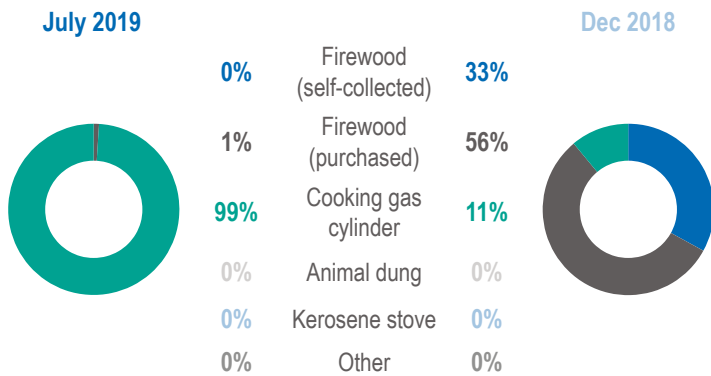 July 2019
Dec 2018
0%
Firewood
(self-collected)
33%
1%
Firewood
(purchased)
56%
99%
Cooking gas
cylinder
11%
0%
Animal dung
0%
0%
Kerosene stove
0%
0%
Other
0%